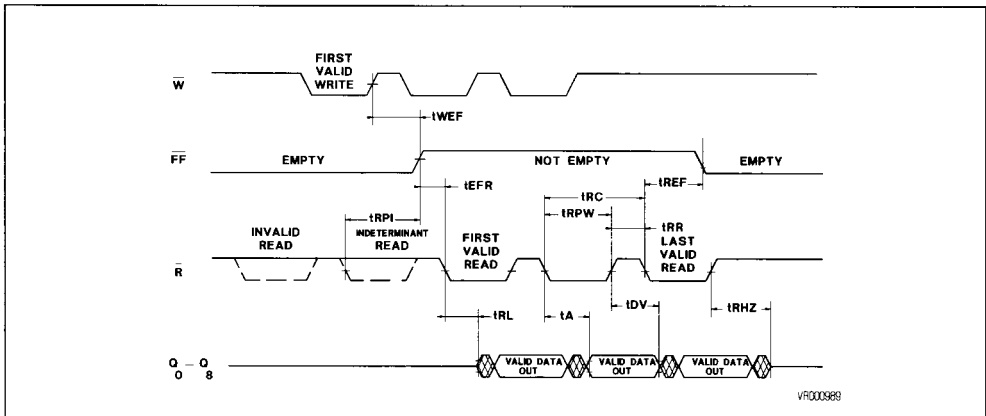 FIRST
VALID
WRITE
W
tWEF
FF
EMPTY
NOT EMPTY
EMPTY
tEFR
tREF
tRC
tRPI
tRPW
tRR
INVALID
READ
INDETERMINANT
READ
FIRST
VALID
READ
LAST
VALID
READ
R
tRL
tA
tDV
tRHZ
Q0 – Q8
VALID DATA
OUT
VALID DATA
OUT
VALID DATA
OUT
VR000989